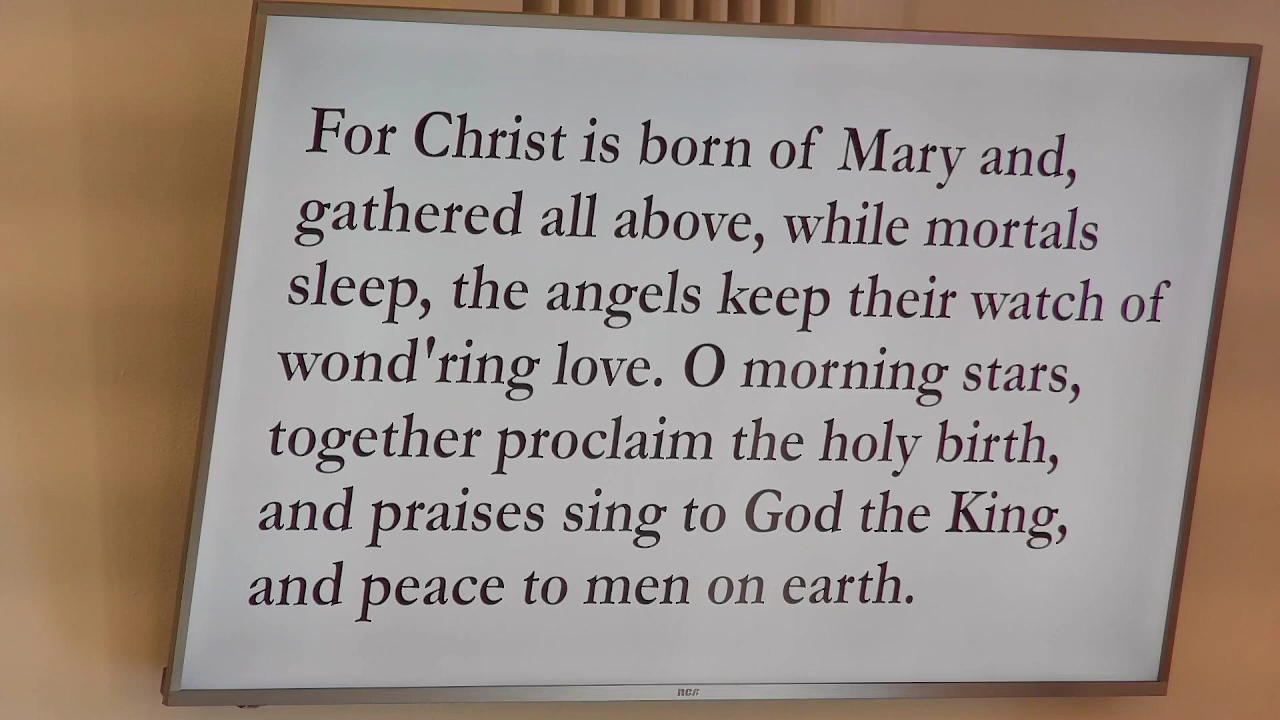 For Christ is born of Mary and,
gathered all above, while mortals
sleep, the angels keep their watch of
wond'ring love. O morning stars,
together proclaim the holy birth,
and praises sing to God the King,
and peace to men on earth.
RCA